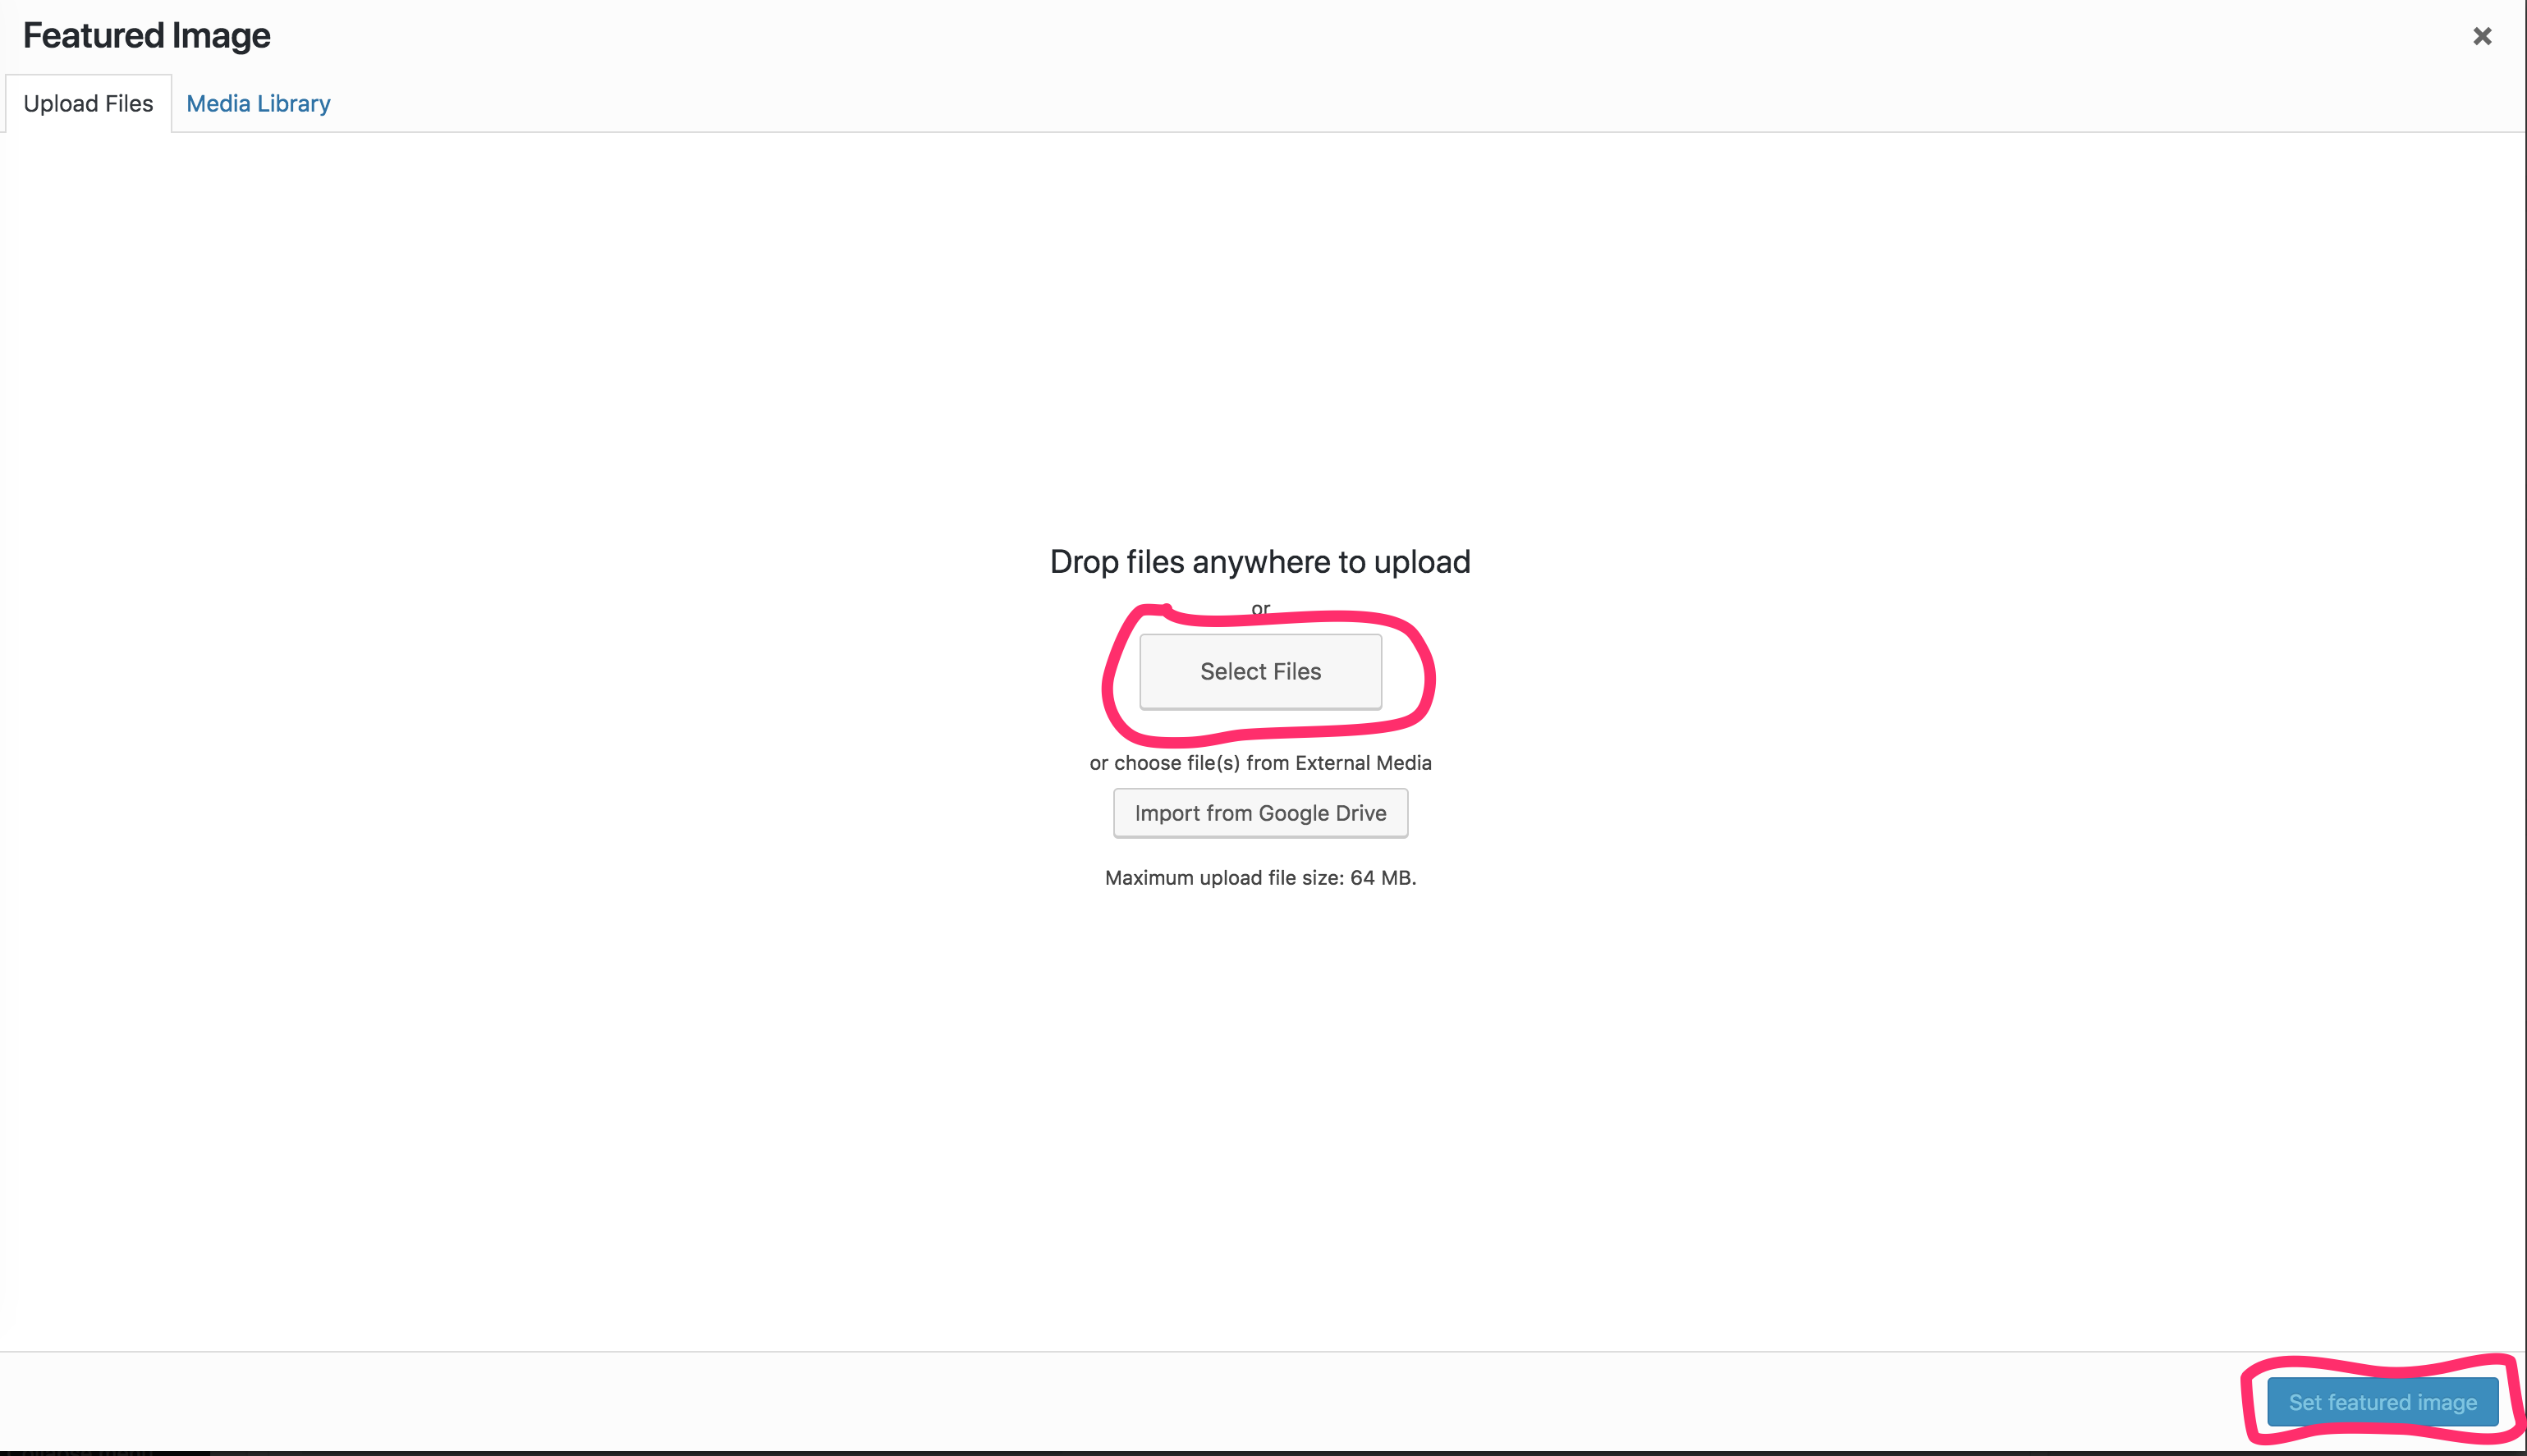 Featured Image
Upload Files
Media Library
Drop files anywhere to upload
or
Select Files
or choose file(s) from External Media
Import from Google Drive
Maximum upload file size: 64 MB.
Set featured image